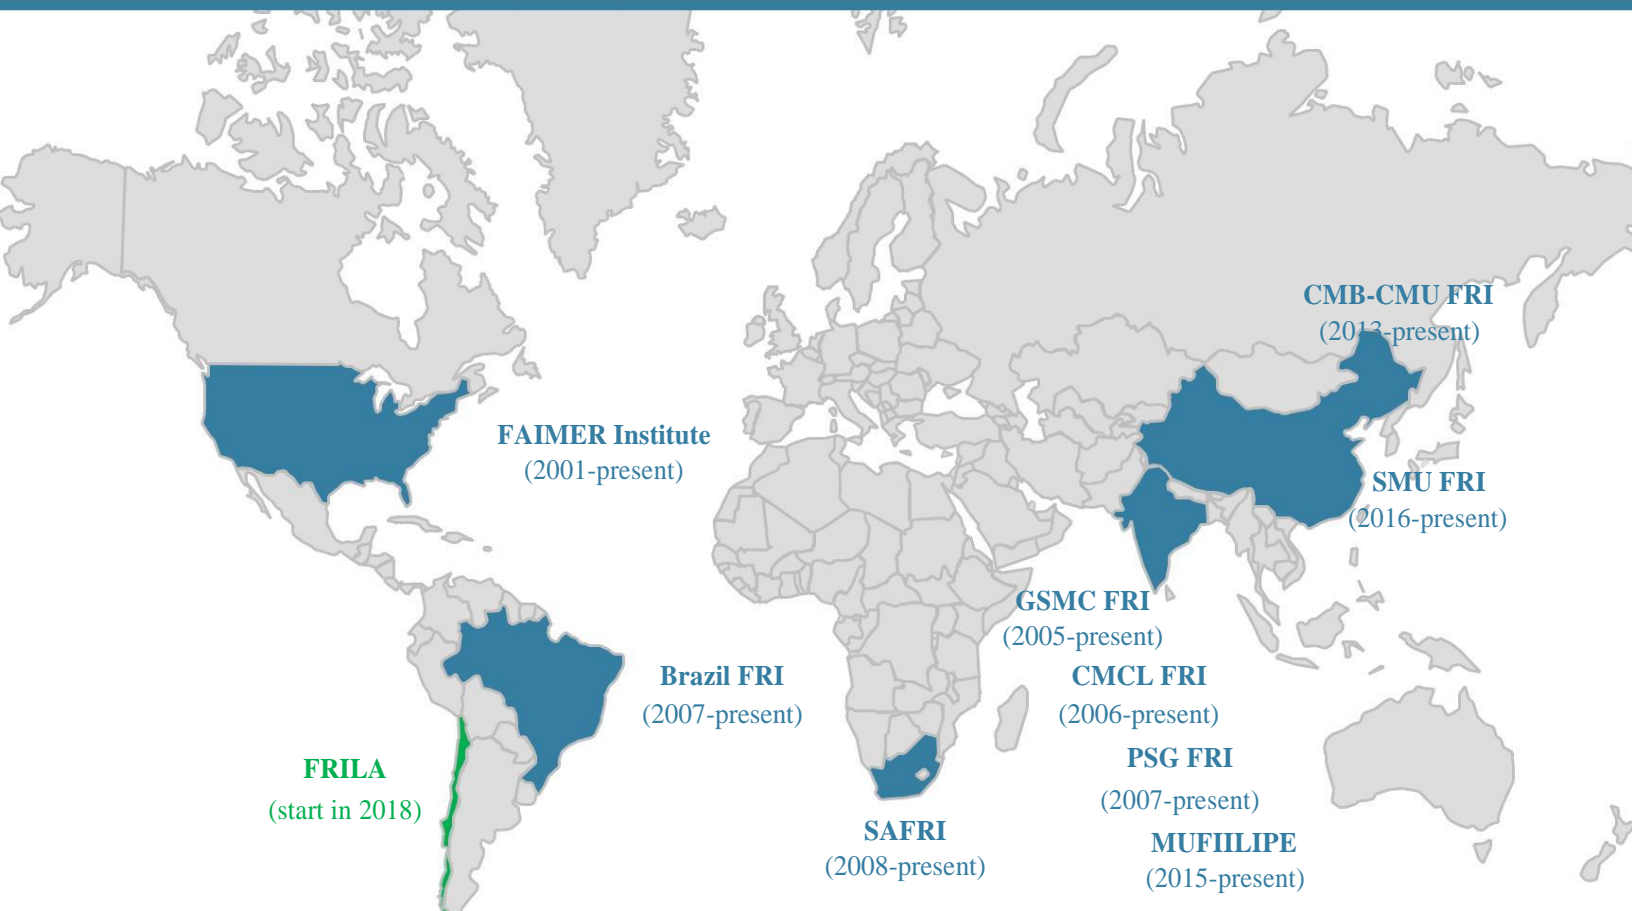 CMB-CMU FRI
(2013-present)
FAIMER Institute
(2001-present)
SMU FRI
(2016-present)
GSMC FRI
(2005-present)
Brazil FRI
(2007-present)
CMCL FRI
(2006-present)
PSG FRI
(2007-present)
FRILA
(start in 2018)
SAFRI
(2008-present)
MUFIILIPE
(2015-present)